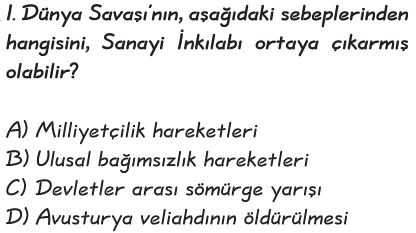 I. Dünya Savaşı'nın, aşağıdaki sebeplerinden
hangisini, Sanayi İnkılabı ortaya çıkarmış
olabilir?
A) Milliyetçilik hareketleri
B) Ulusal bağımsızlık hareketleri
C) Devletler arası sömürge yarışı
D) Avusturya veliahdının öldürülmesi